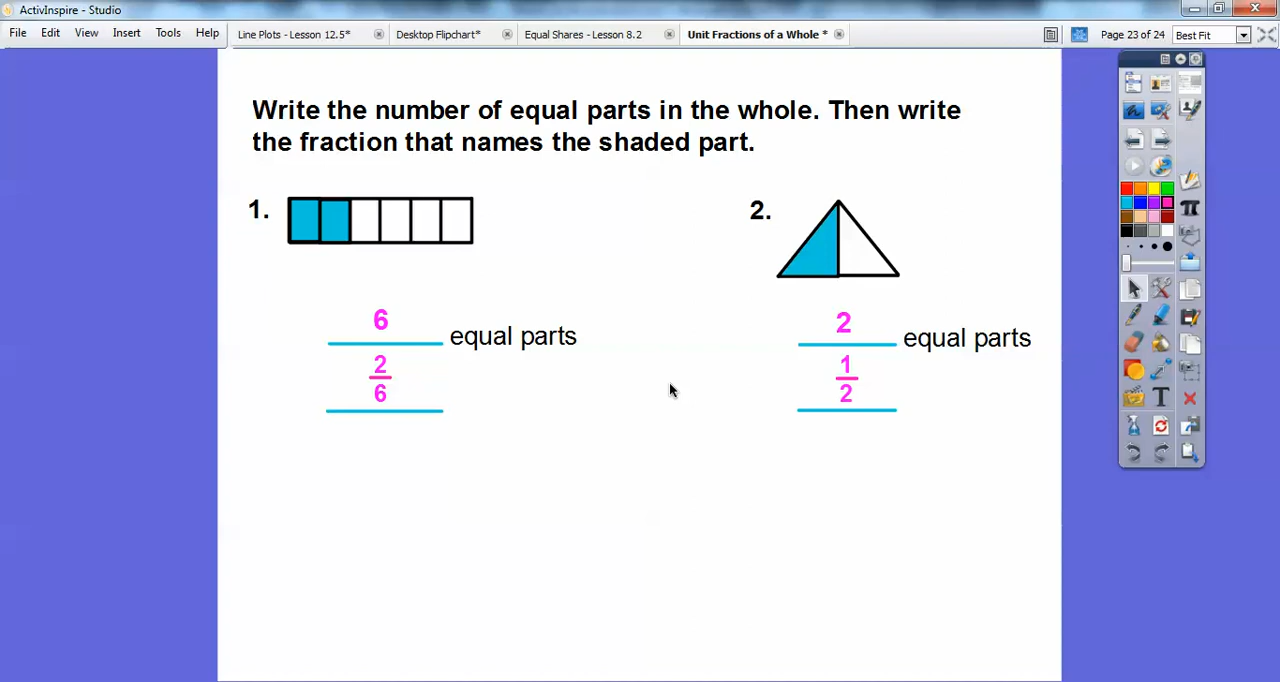 ActivInspire - Studio
File Edit View Insert Tools Help
Line Plots - Lesson 12.5* Desktop Flipchart* Equal Shares - Lesson 8.2 Unit Fractions of a Whole * Page 23 of 24 Best Fit
Write the number of equal parts in the whole. Then write
the fraction that names the shaded part.
1.
6 equal parts
2
6
2.
2 equal parts
1
2